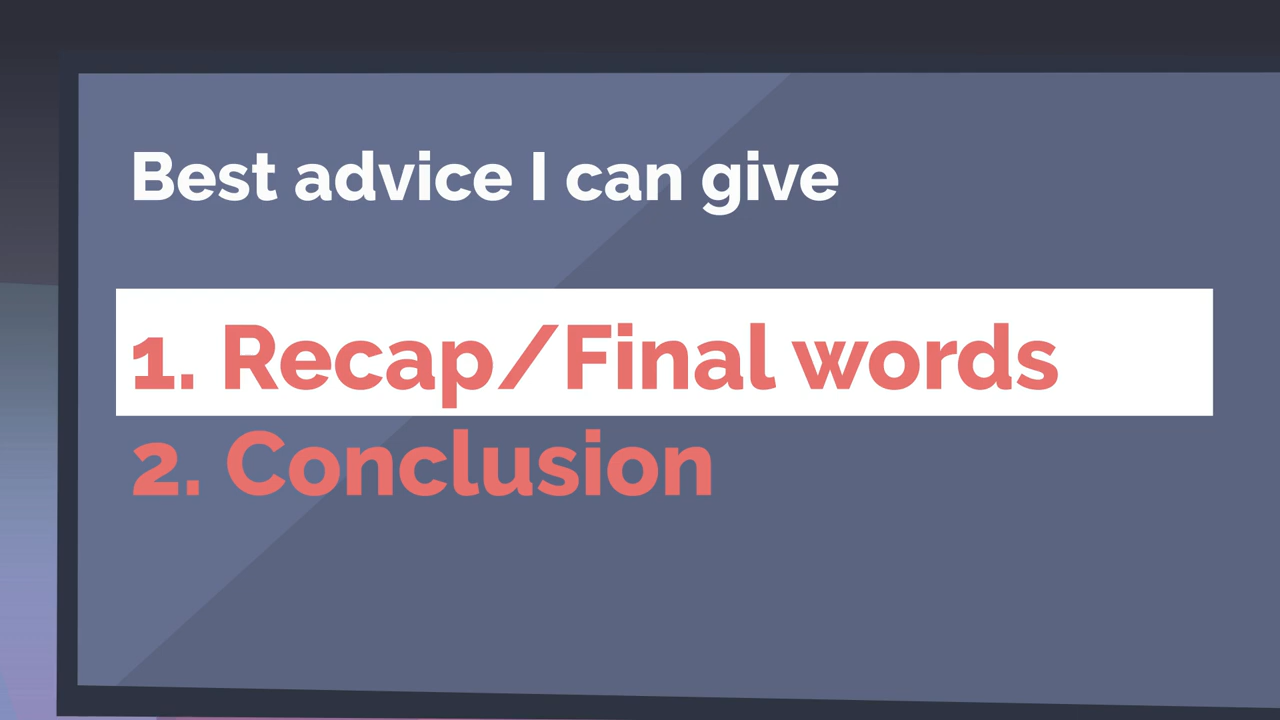 Best advice I can give
1. Recap/Final words
2. Conclusion